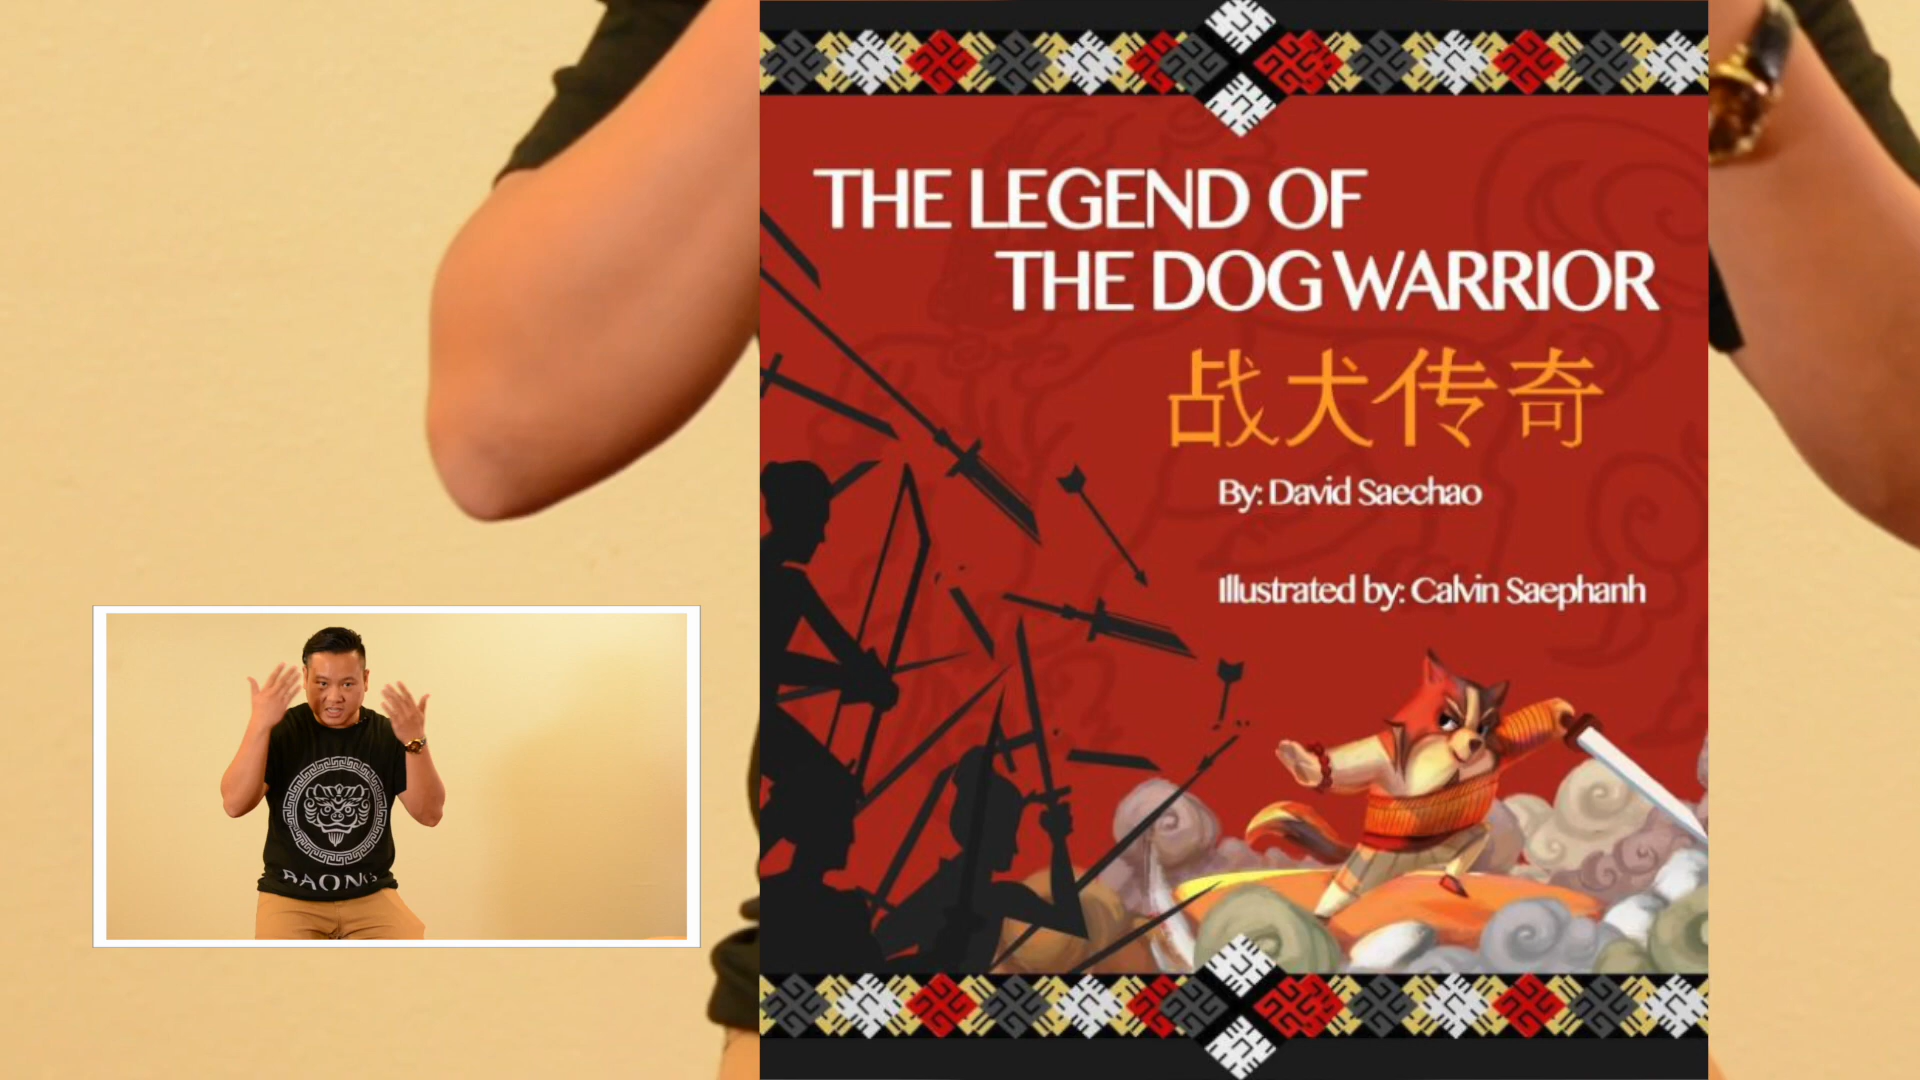 THE LEGEND OF
THE DOG WARRIOR
战犬传奇
By: David Saechao
Illustrated by: Calvin Saephanh